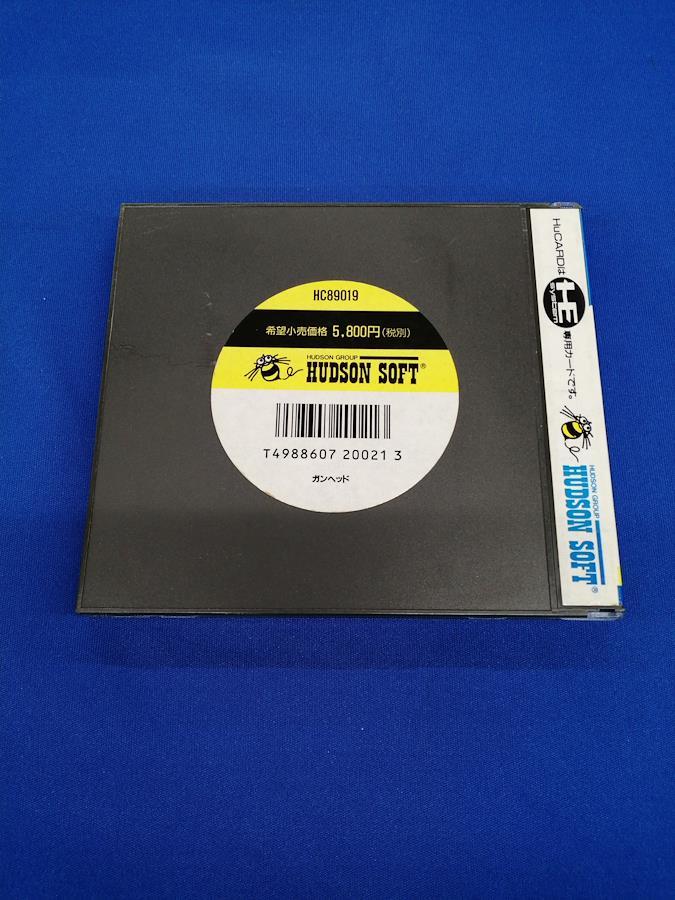 HC89019
希望小売価格 5,800円(税別)
HUDSON GROUP
HUDSON SOFT®
T4988607 20021 3
ガンヘッド
HuCARDは
HE
system
専用カードです。
HUDSON GROUP
HUDSON SOFT®